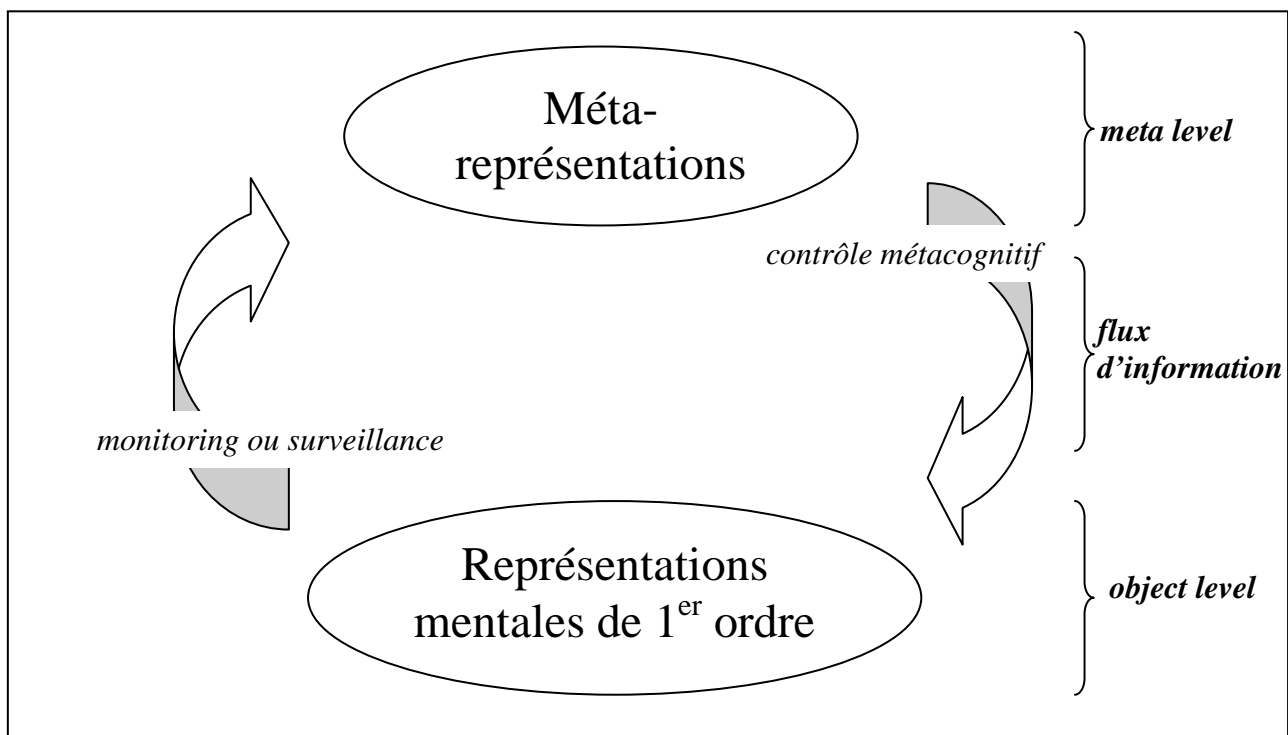 Méta-
représentations
meta level
contrôle métacognitif
flux
d’information
monitoring ou surveillance
Représentations
mentales de 1er ordre
object level